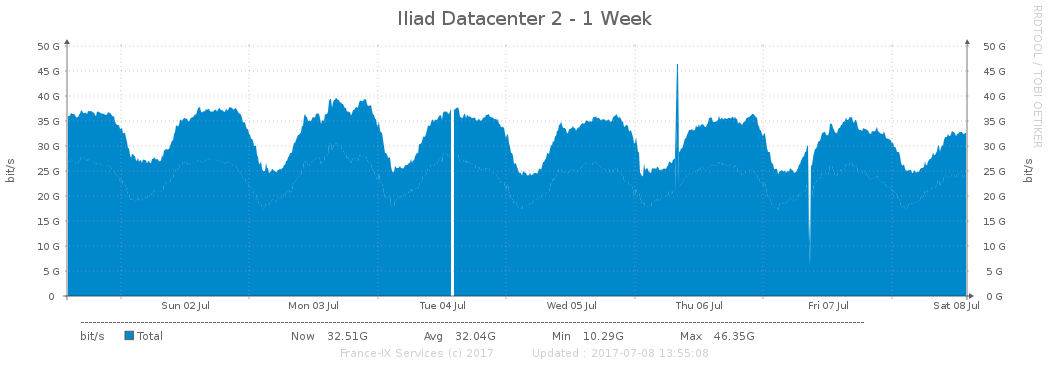 Iliad Datacenter 2 - 1 Week
RRDTOOL / TOBI OETIKER
50 G 50 G
45 G 45 G
40 G 40 G
35 G 35 G
30 G 30 G
25 G 25 G
20 G 20 G
15 G 15 G
10 G 10 G
5 G 5 G
0 0 G
bit/s bit/s
Sun 02 Jul Mon 03 Jul Tue 04 Jul Wed 05 Jul Thu 06 Jul Fri 07 Jul Sat 08 Jul
bit/s Total Now 32.51G Avg 32.04G Min 10.29G Max 46.35G
France-IX Services (c) 2017 Updated : 2017-07-08 13:55:08